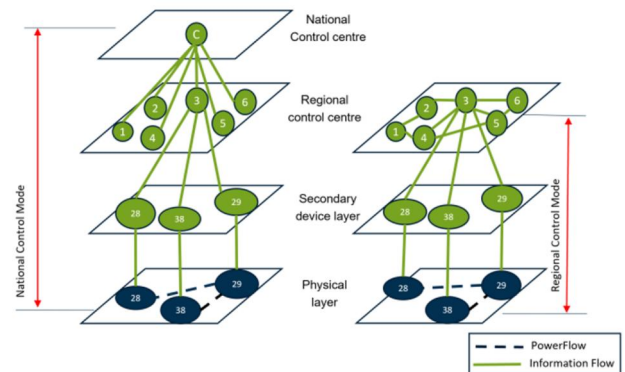 National
Control centre
C
Regional
control centre
1
2
3
4
5
6
Secondary
device layer
28
38
29
Physical
layer
28
38
29
National Control Mode
1
2
3
4
5
6
28
38
29
28
38
29
Regional Control Mode
PowerFlow
Information Flow